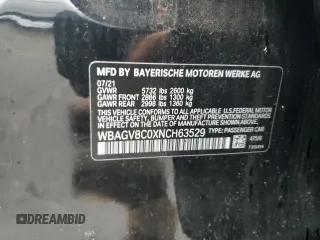 MFD. BY BAYERISCHE MOTOREN WERKE AG
07/21
GVWR 5732 lbs 2600 kg
GAWR FRONT 2866 lbs 1300 kg
GAWR REAR 2998 lbs 1360 kg
THIS VEHICLE CONFORMS TO ALL APPLICABLE FEDERAL MOTOR
VEHICLE SAFETY, BUMPER AND THEFT PREVENTION STANDARDS
IN EFFECT ON THE DATE OF MANUFACTURE SHOWN ABOVE.
WBAGV8C0XNCH63529 TYPE: PASSENGER CAR